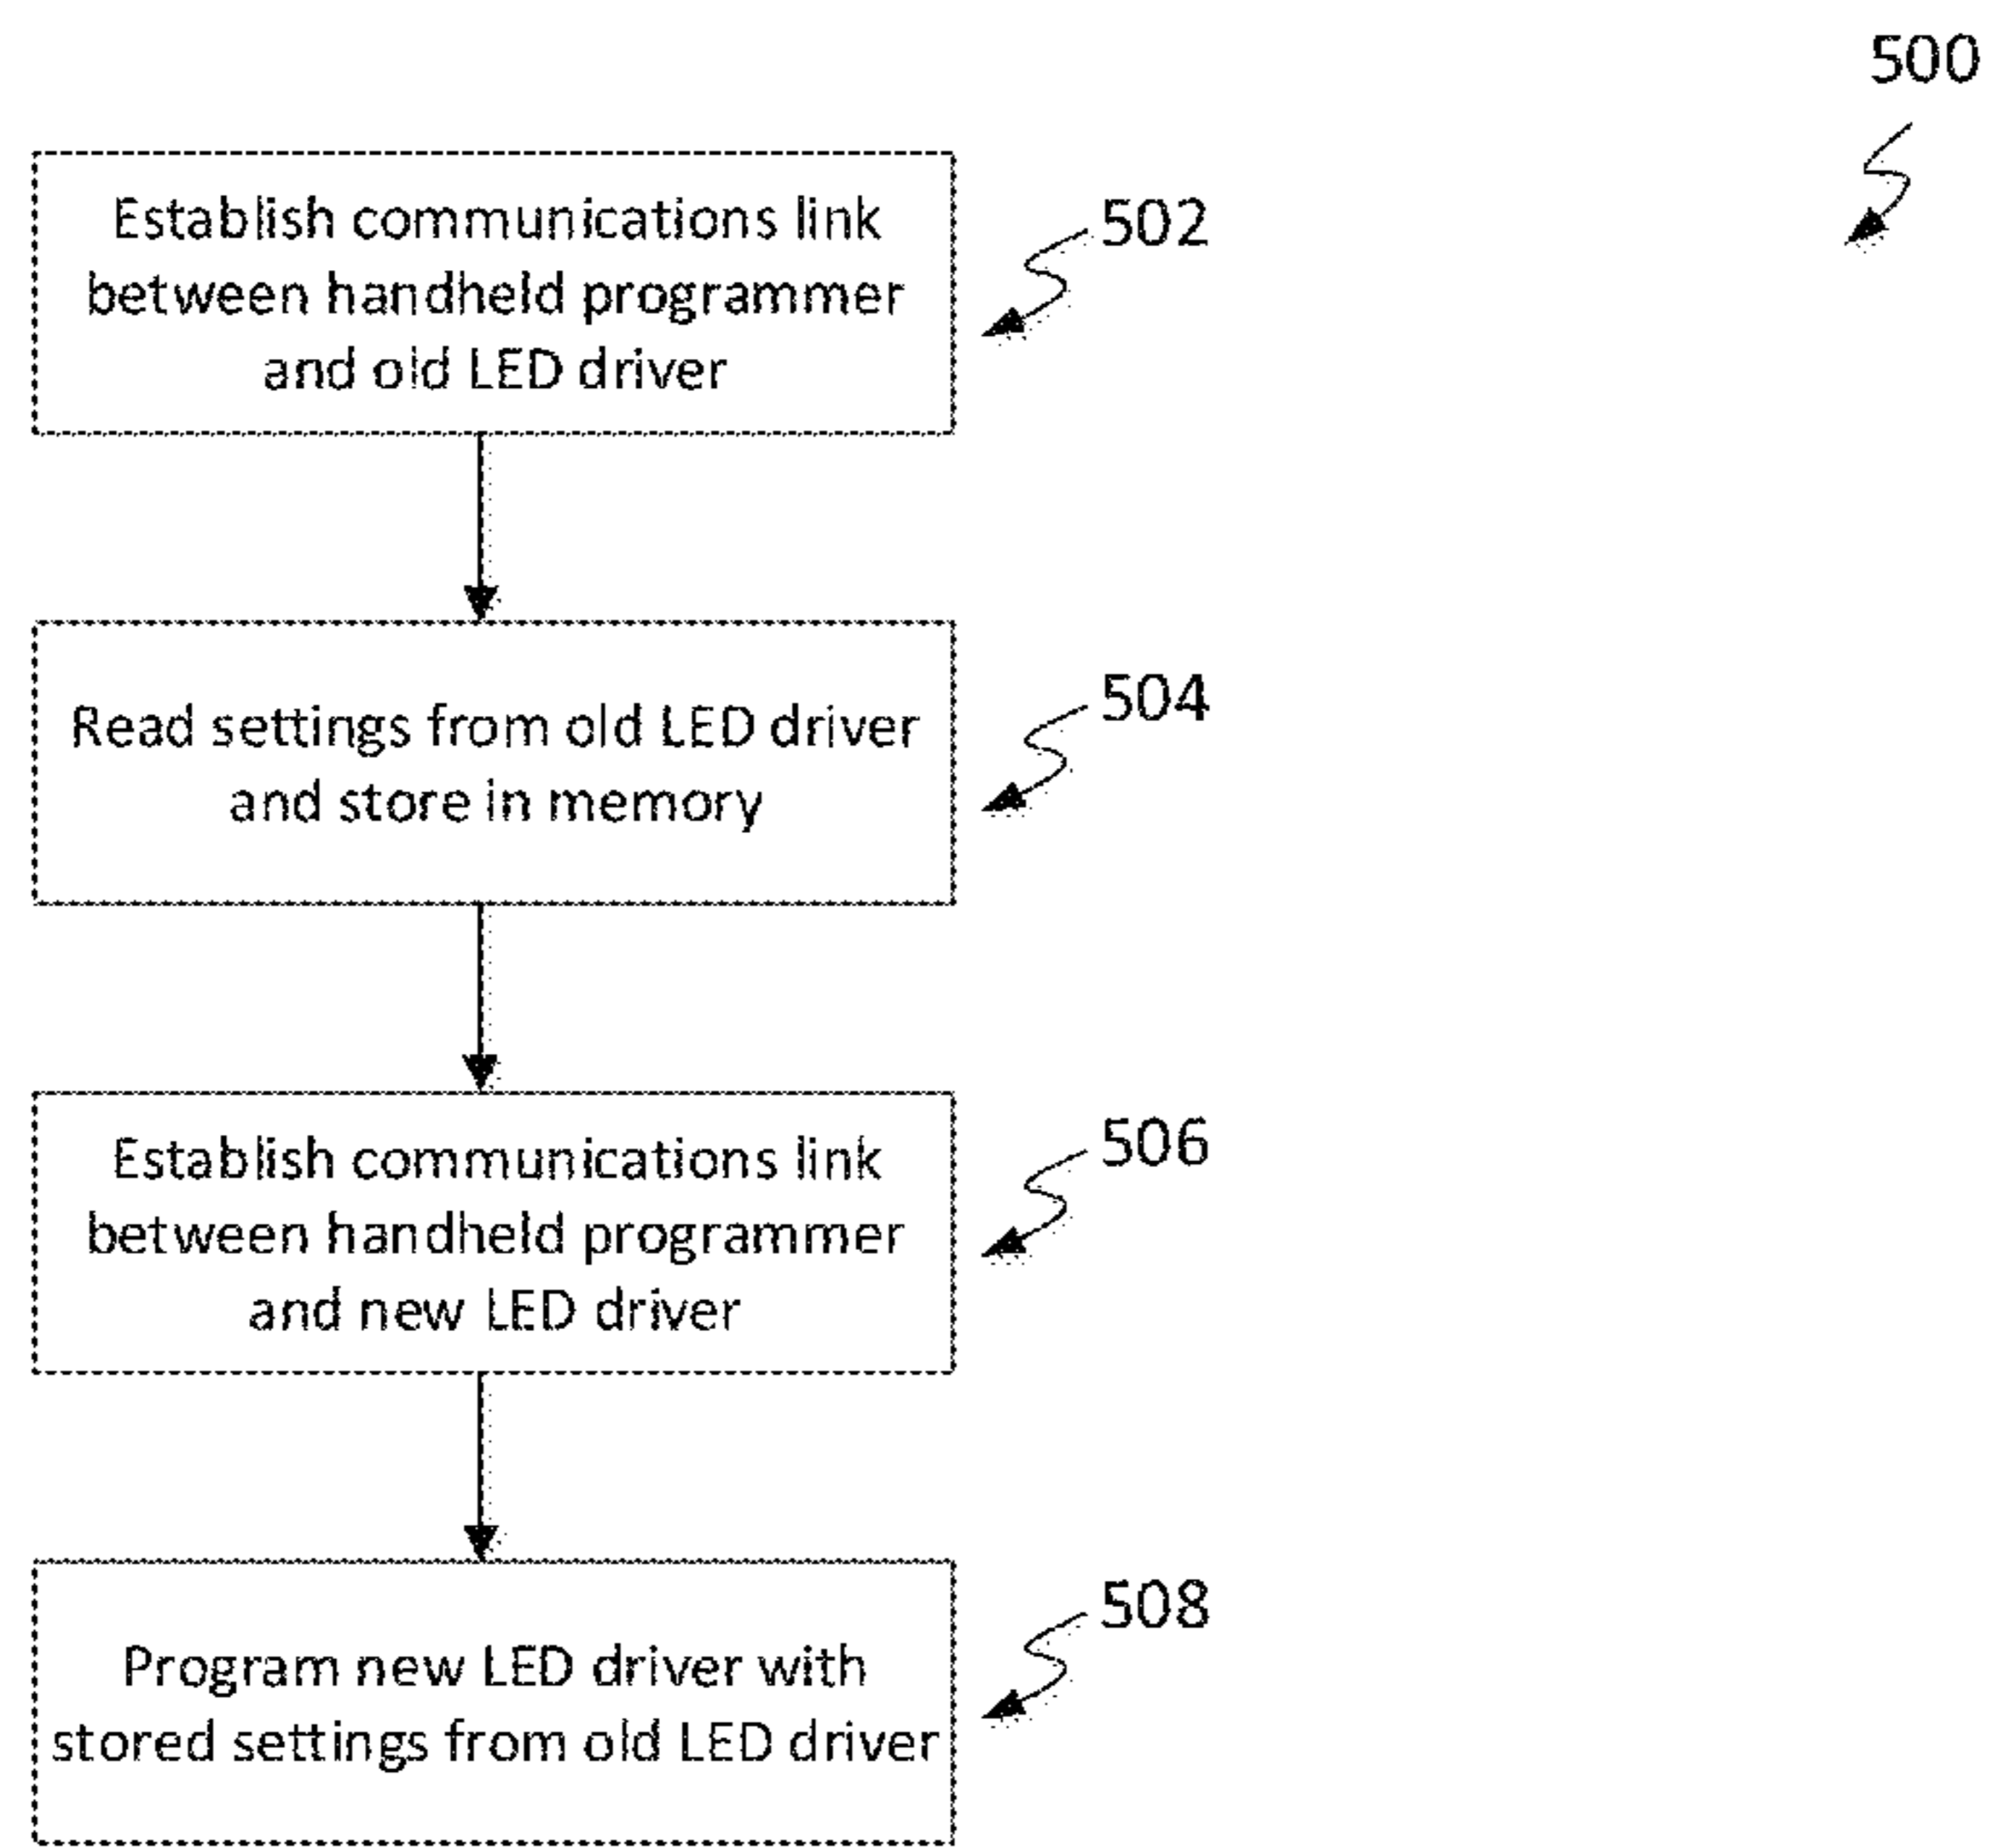 500
Establish communications link
between handheld programmer
and old LED driver
502
Read settings from old LED driver
and store in memory
504
Establish communications link
between handheld programmer
and new LED driver
506
Program new LED driver with
stored settings from old LED driver
508